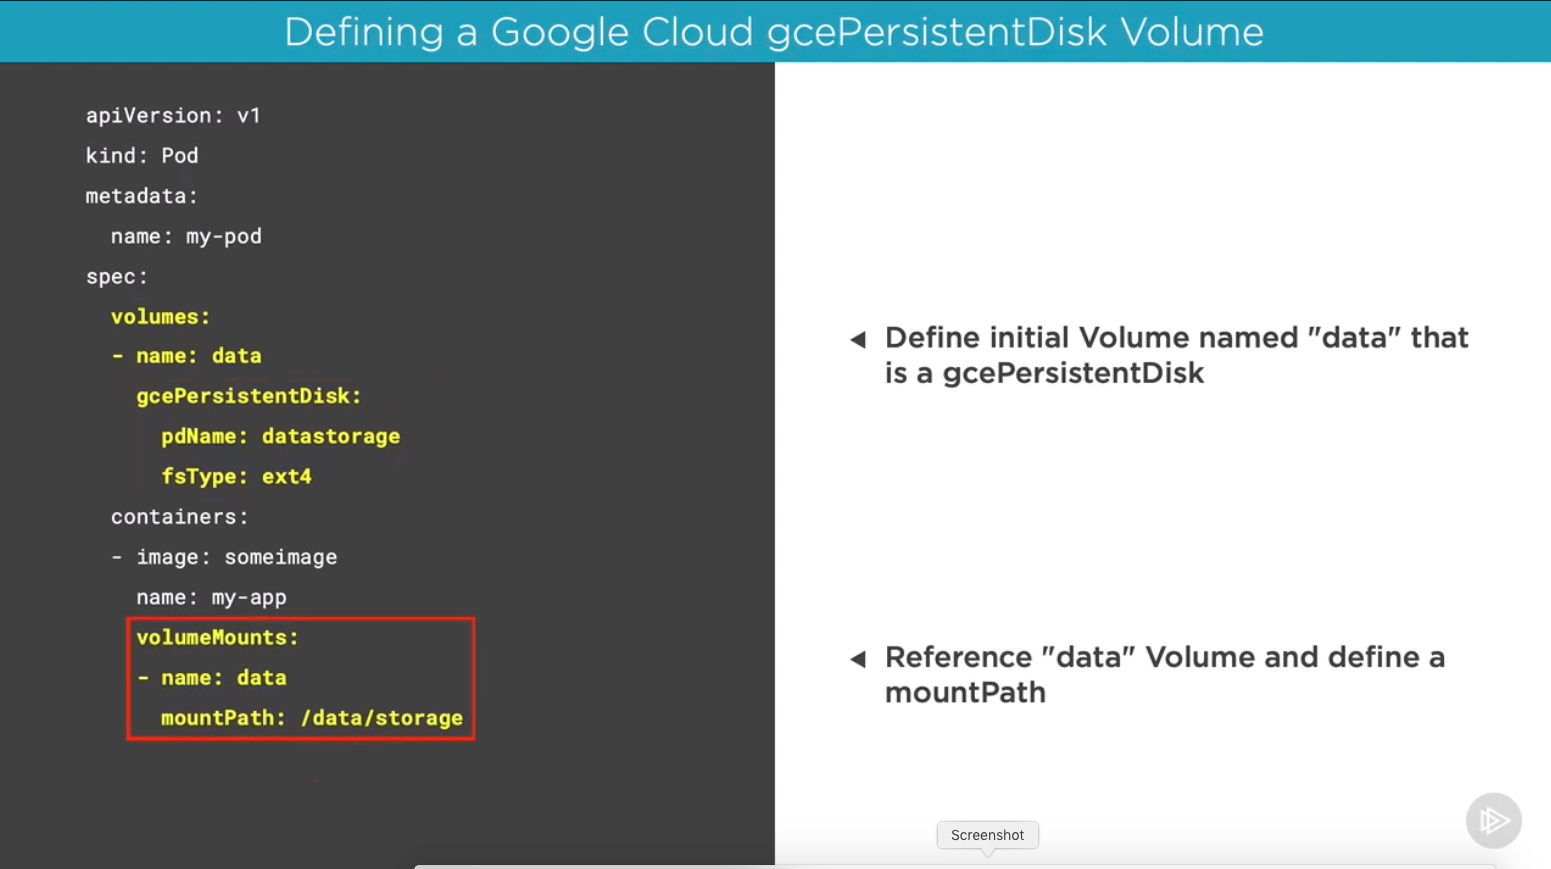 Defining a Google Cloud gcePersistentDisk Volume
apiVersion: v1
kind: Pod
metadata:
  name: my-pod
spec:
  volumes:
  - name: data
    gcePersistentDisk:
      pdName: datastorage
      fsType: ext4
  containers:
  - image: someimage
    name: my-app
    volumeMounts:
    - name: data
      mountPath: /data/storage
Define initial Volume named "data" that
is a gcePersistentDisk
Reference "data" Volume and define a
mountPath
Screenshot